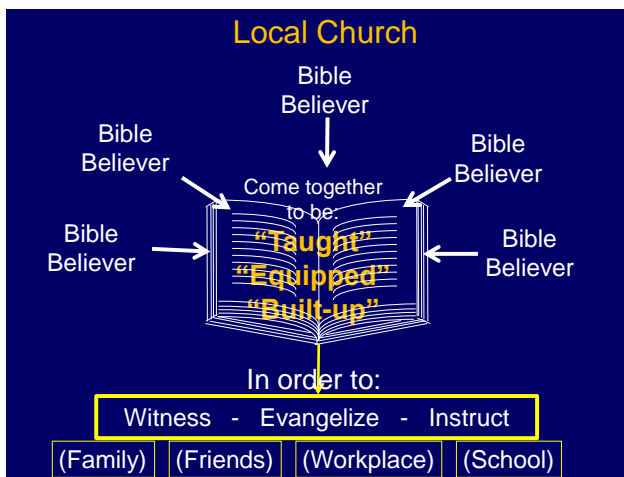 Local Church
Bible
Believer
Bible
Believer
Bible
Believer
Bible
Believer
Bible
Believer
Come together
to be:
“Taught”
“Equipped”
“Built-up”
In order to:
Witness - Evangelize - Instruct
(Family) (Friends) (Workplace) (School)